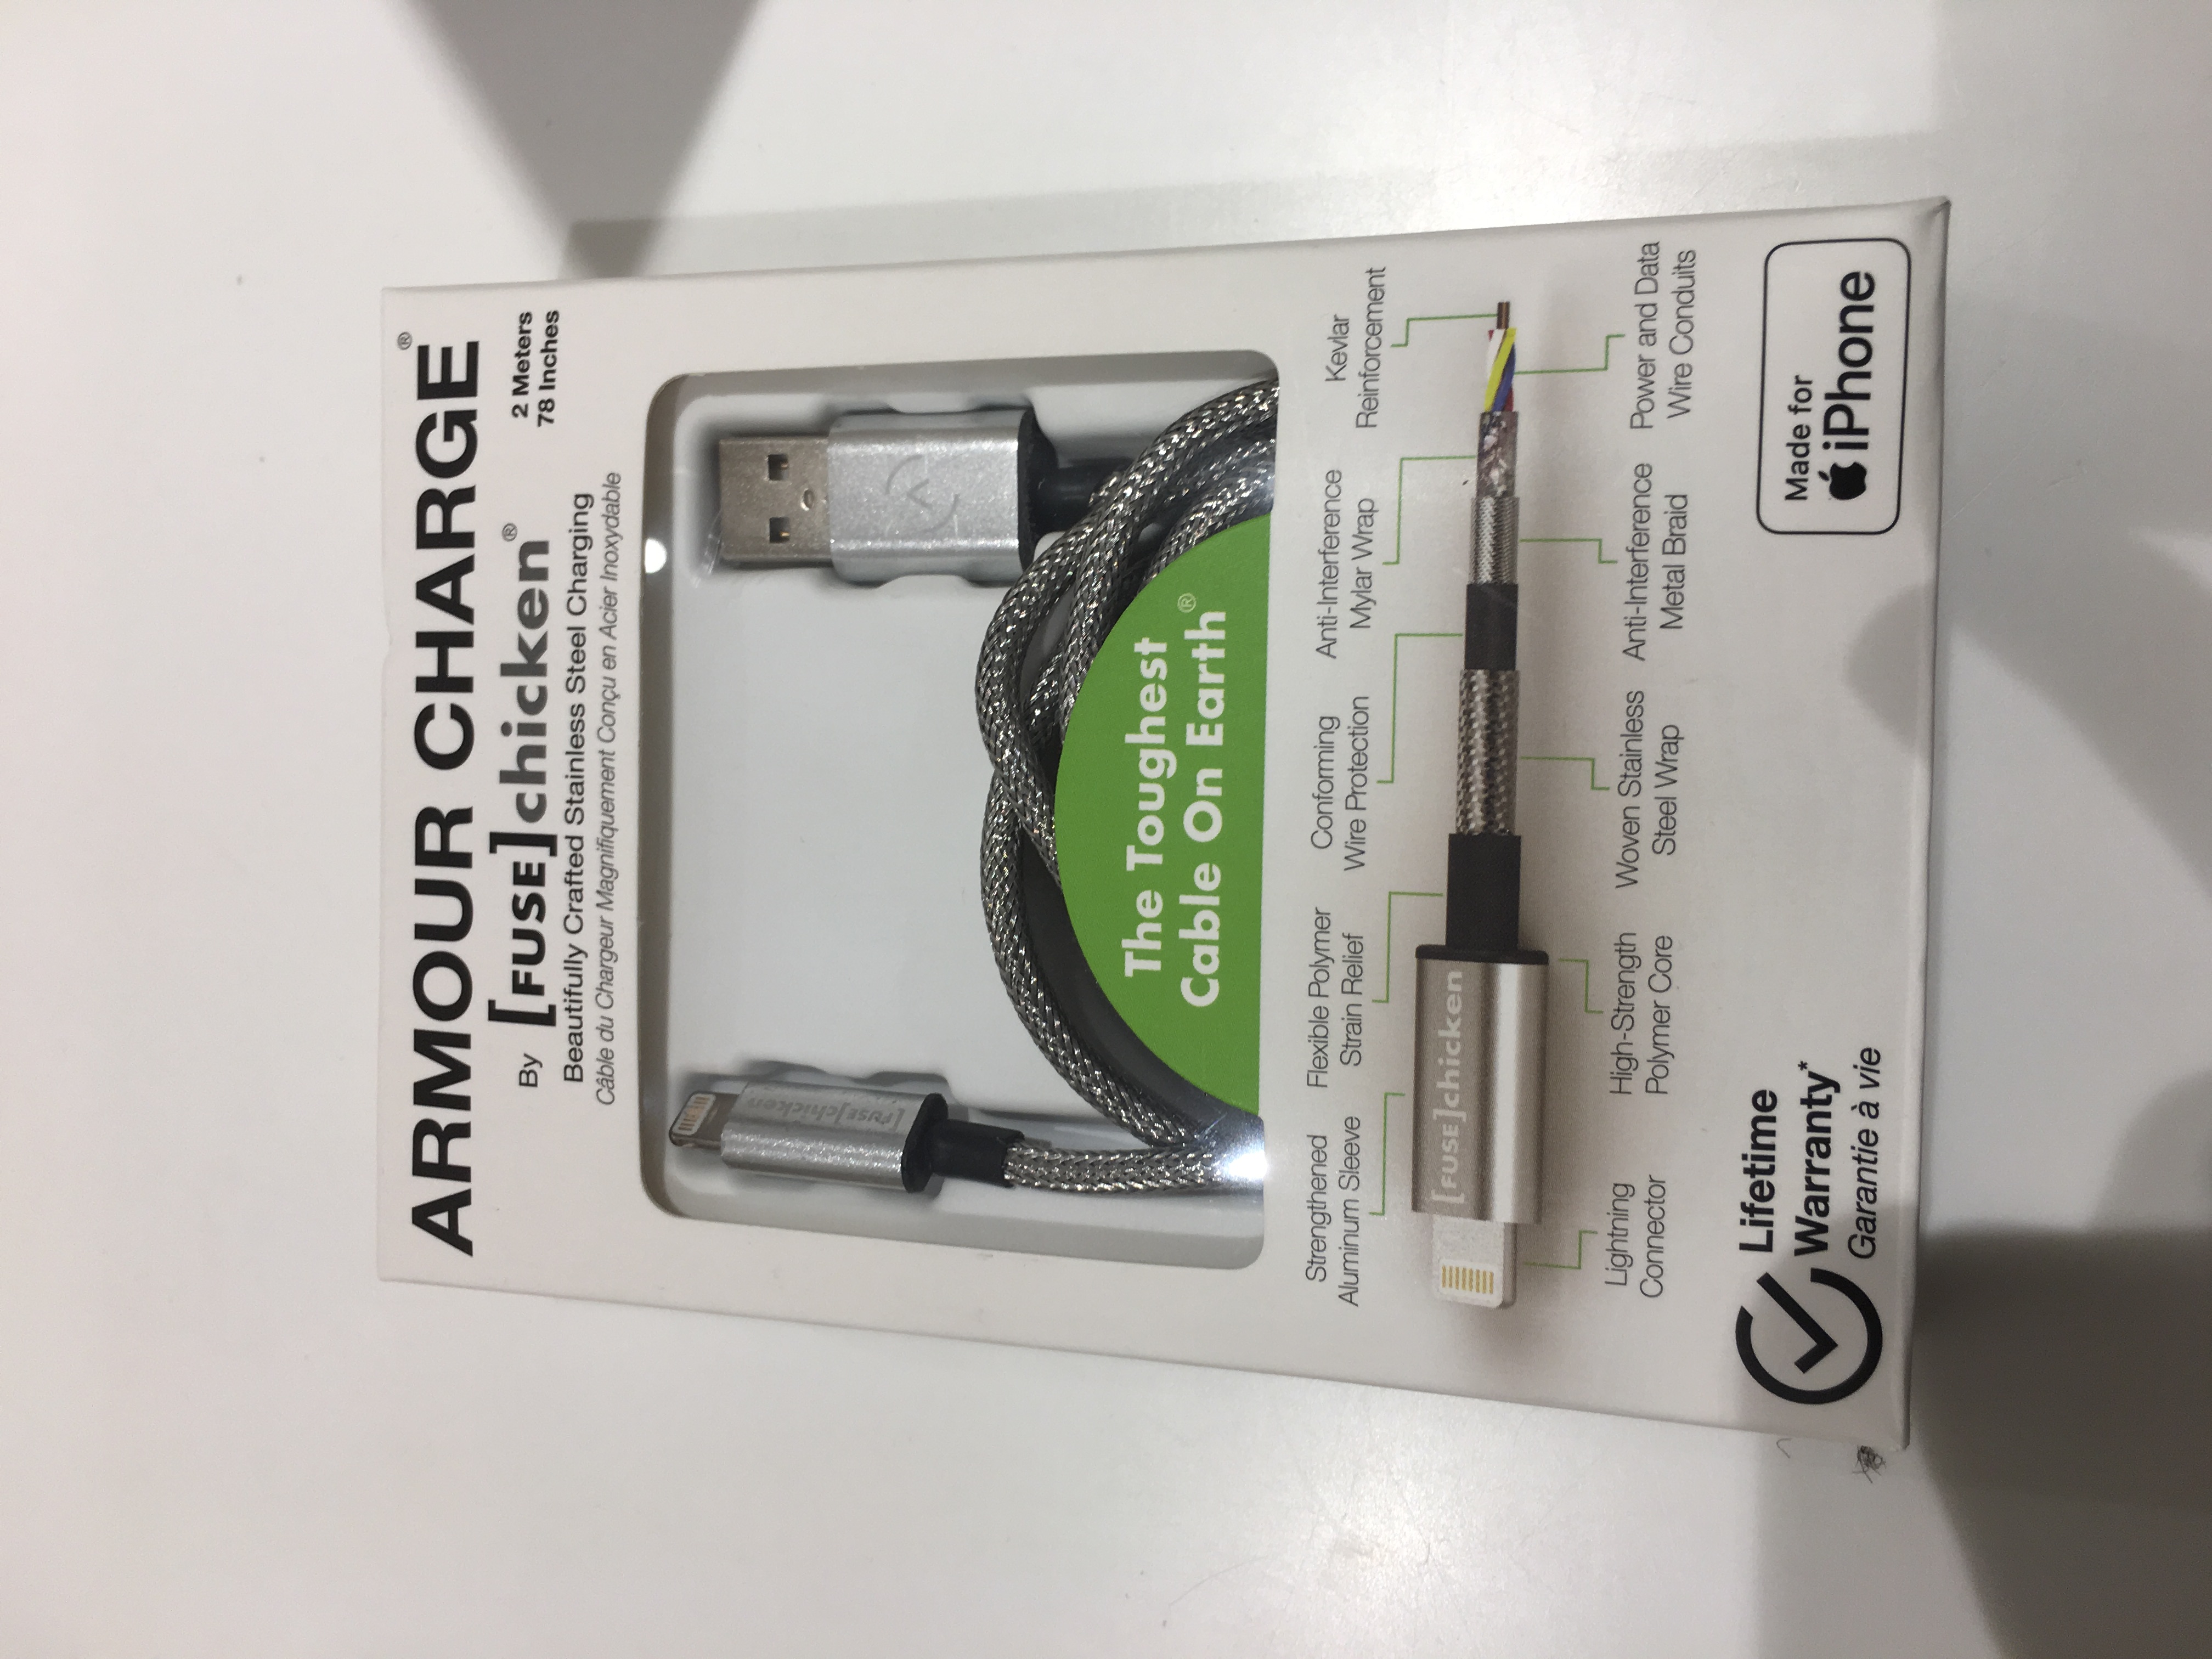 ARMOUR CHARGE®
By [FUSE]chicken®
2 Meters
78 Inches
Beautifully Crafted Stainless Steel Charging
Câble du Chargeur Magnifiquement Conçu en Acier Inoxydable
[FUSE]chicken
The Toughest
Cable On Earth®
Strengthened
Aluminum Sleeve
Flexible Polymer
Strain Relief
Conforming
Wire Protection
Anti-Interference
Mylar Wrap
Kevlar
Reinforcement
[FUSE]chicken
Lightning
Connector
High-Strength
Polymer Core
Woven Stainless
Steel Wrap
Anti-Interference
Metal Braid
Power and Data
Wire Conduits
Lifetime
Warranty*
Garantie à vie
Made for
iPhone